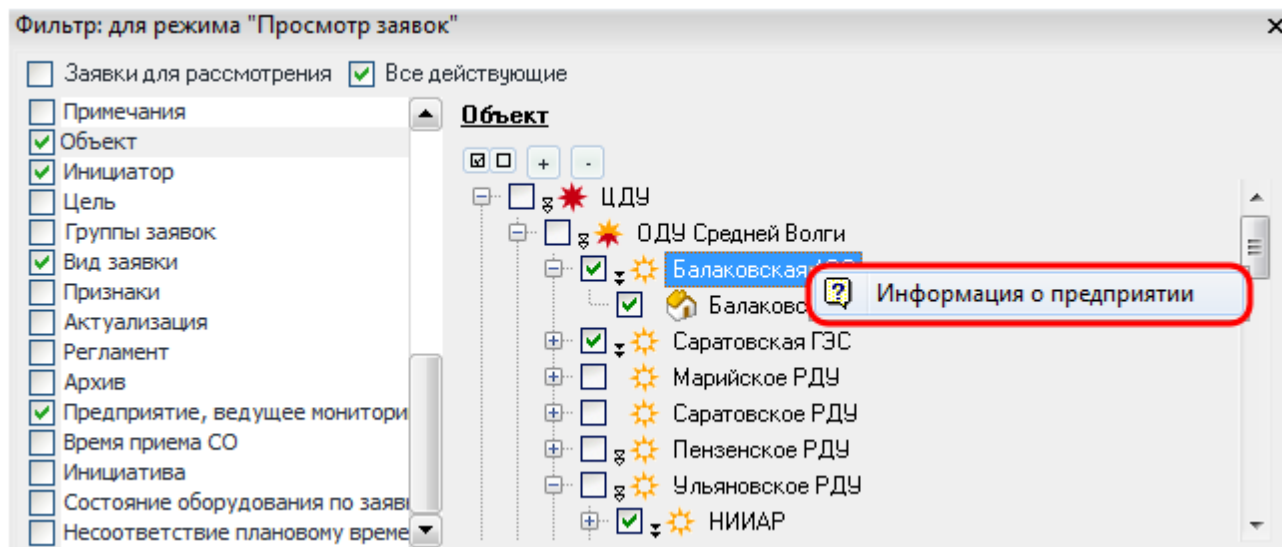 Фильтр: для режима "Просмотр заявок"
Заявки для рассмотрения Все действующие
Примечания
Объект
Инициатор
Цель
Группы заявок
Вид заявки
Признаки
Актуализация
Регламент
Архив
Предприятие, ведущее монитори
Время приема СО
Инициатива
Состояние оборудования по заяв
Несоответствие плановому време
Объект
+ -
ЦДУ
ОДУ Средней Волги
Балаковская
Информация о предприятии
Балаковс
Саратовская ГЭС
Марийское РДУ
Саратовское РДУ
Пензенское РДУ
Ульяновское РДУ
НИИАР